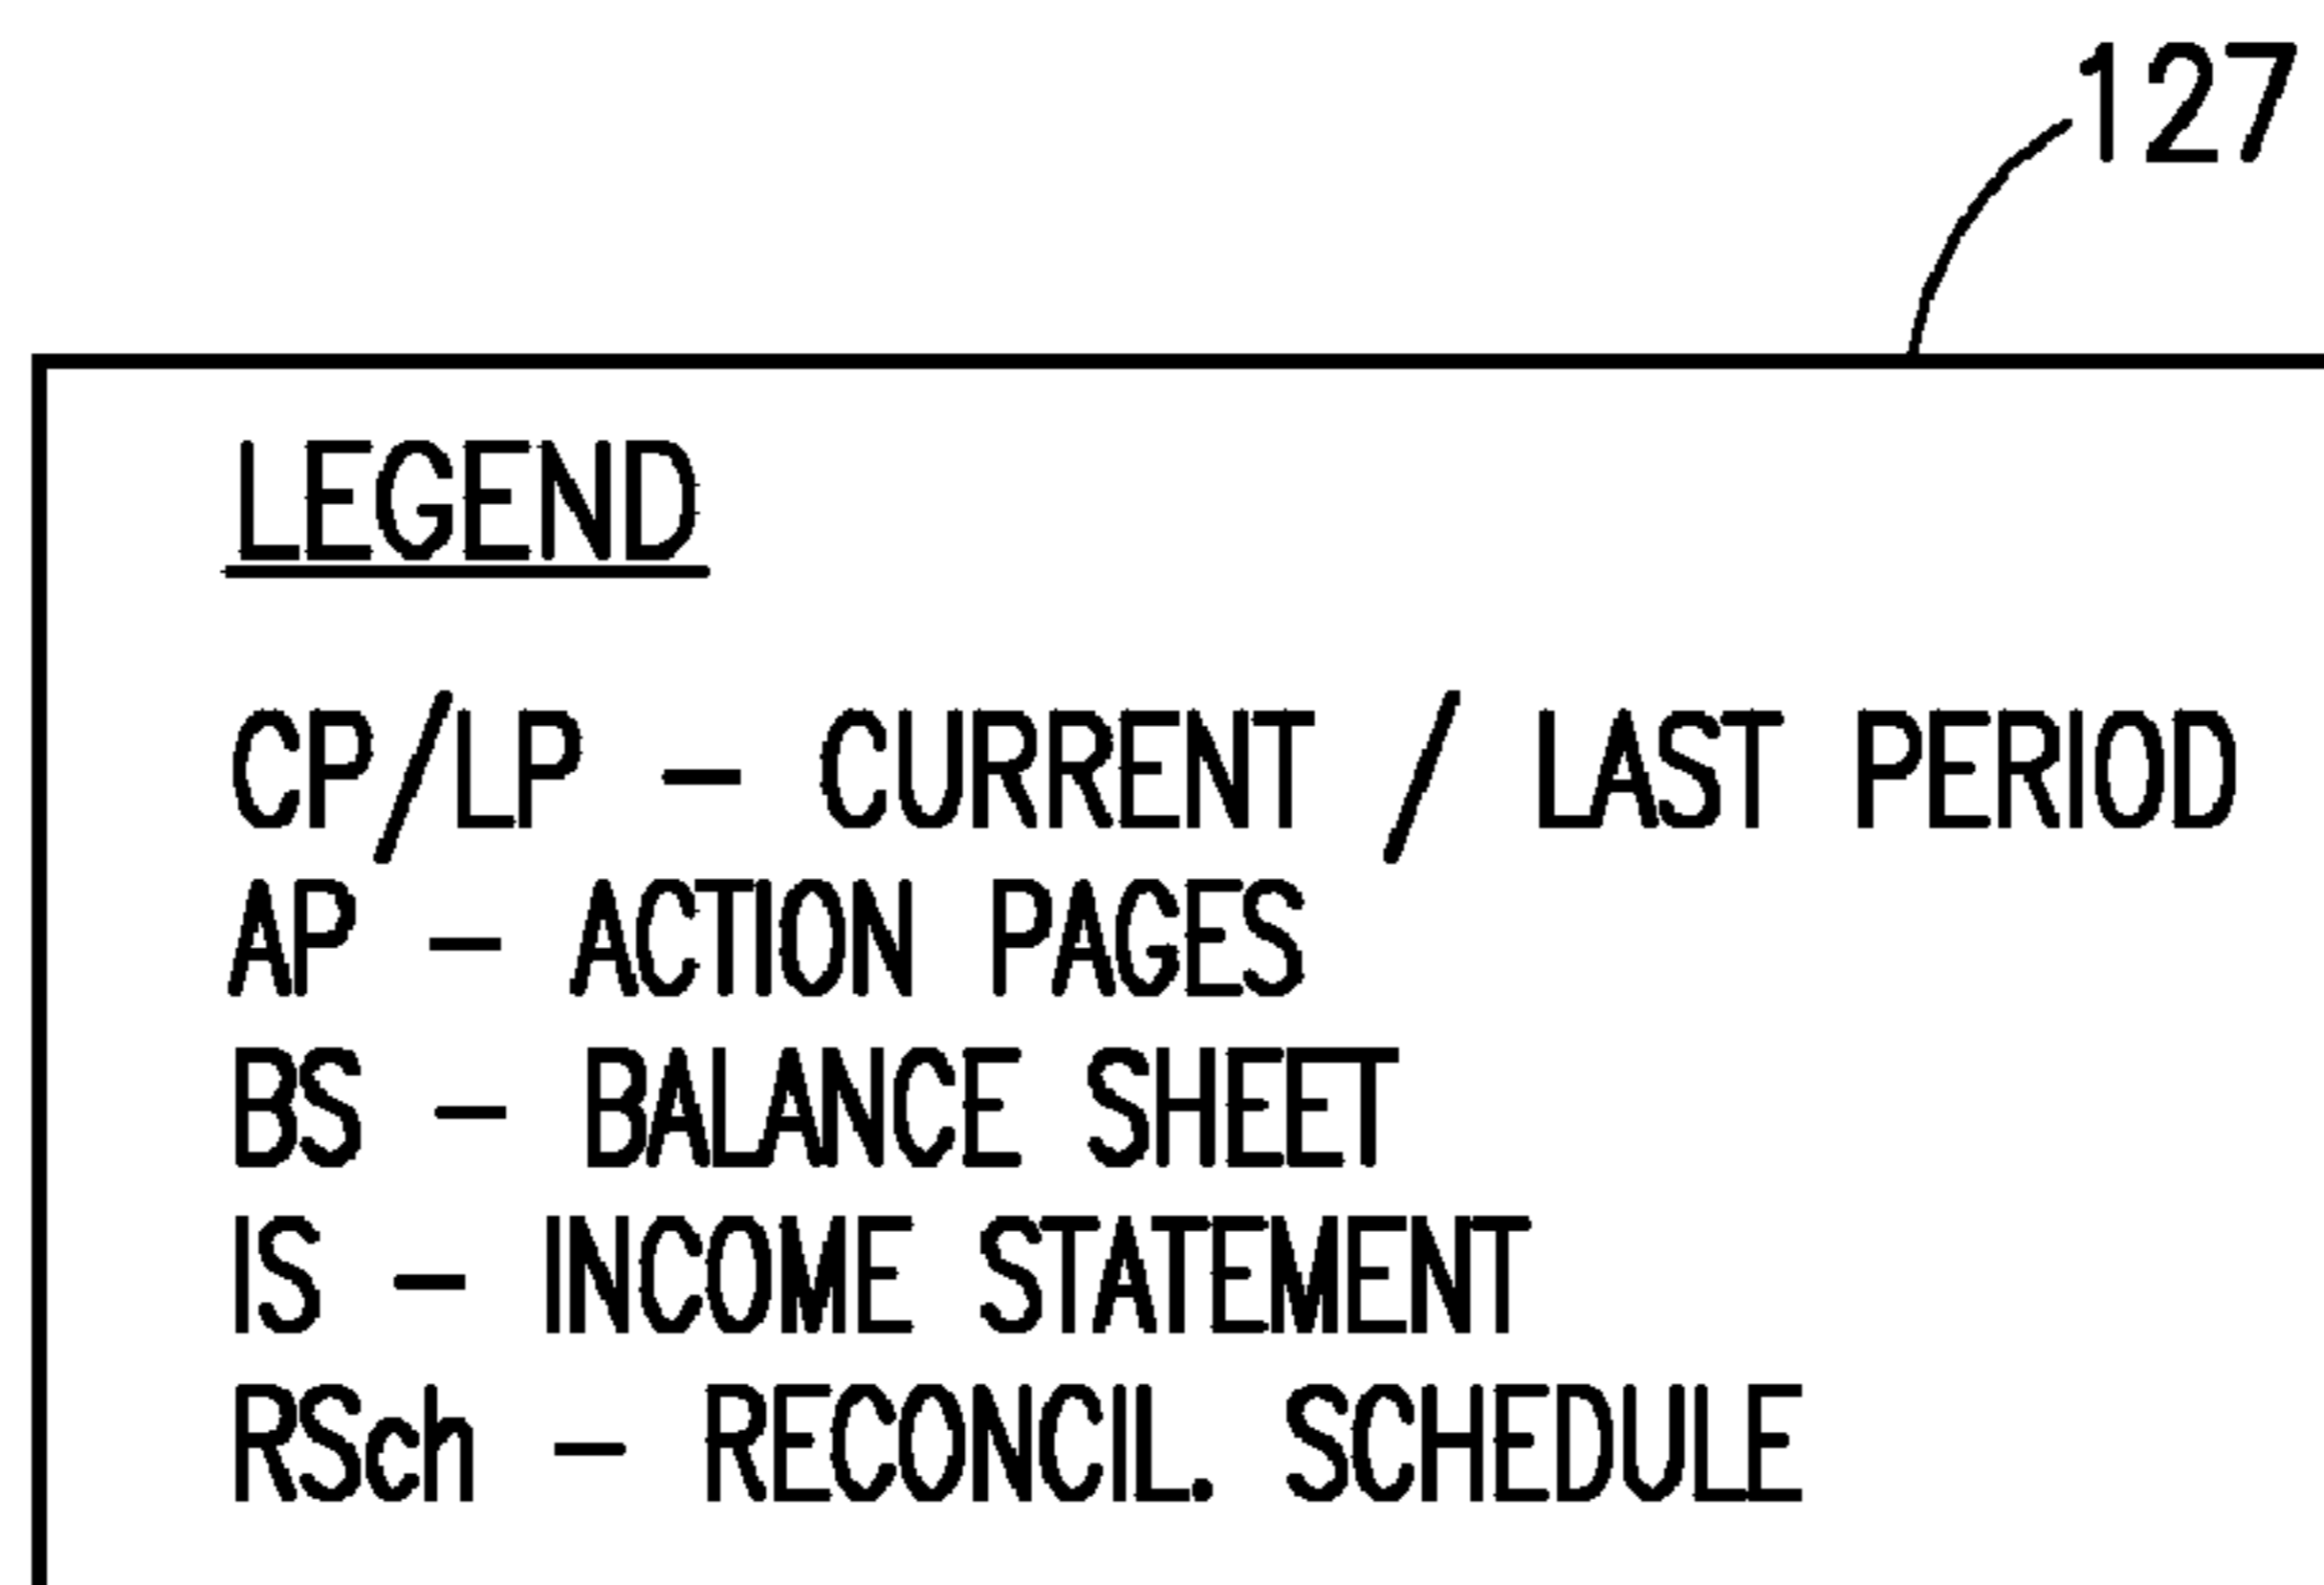 127
LEGEND
CP/LP – CURRENT / LAST PERIOD
AP – ACTION PAGES
BS – BALANCE SHEET
IS – INCOME STATEMENT
RSch – RECONCIL. SCHEDULE